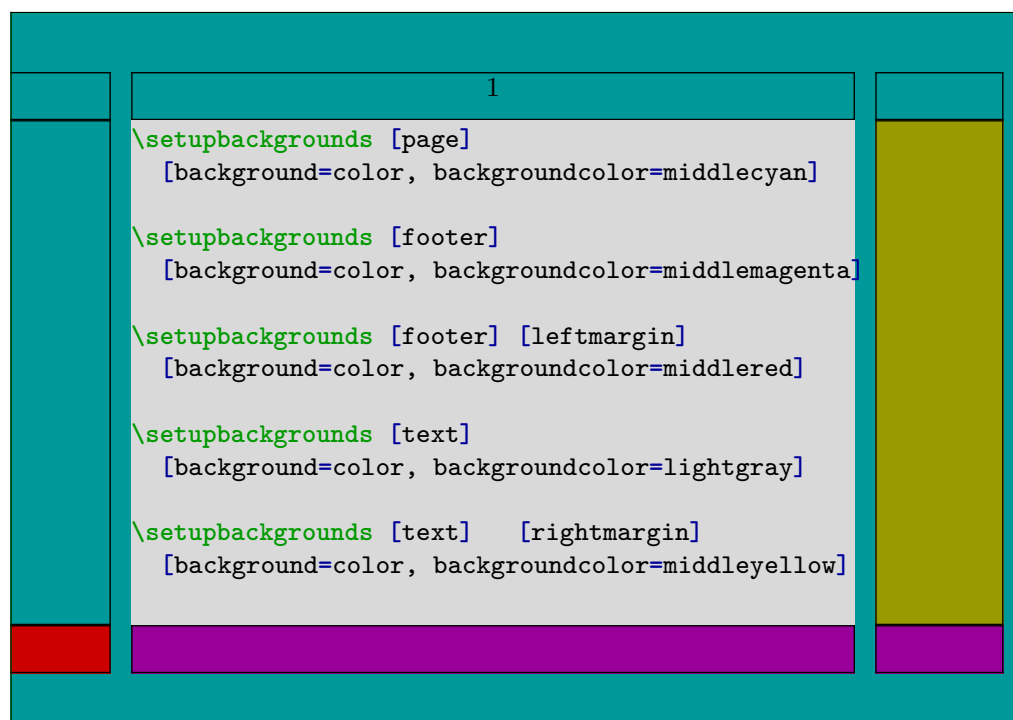 1
\setupbackgrounds [page]
  [background=color, backgroundcolor=middlecyan]
\setupbackgrounds [footer]
  [background=color, backgroundcolor=middlemagenta]
\setupbackgrounds [footer] [leftmargin]
  [background=color, backgroundcolor=middlered]
\setupbackgrounds [text]
  [background=color, backgroundcolor=lightgray]
\setupbackgrounds [text]   [rightmargin]
  [background=color, backgroundcolor=middleyellow]